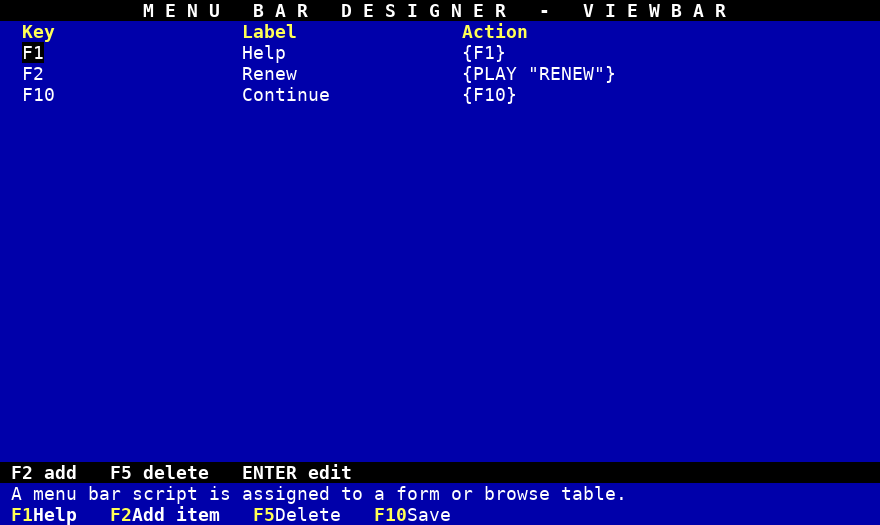 M E N U   B A R   D E S I G N E R   -   V I E W B A R
Key Label Action
F1 Help {F1}
F2 Renew {PLAY "RENEW"}
F10 Continue {F10}
F2 add   F5 delete   ENTER edit
A menu bar script is assigned to a form or browse table.
F1Help   F2Add item   F5Delete   F10Save